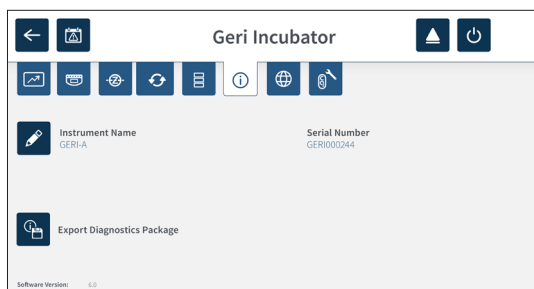 Geri Incubator
Instrument Name
GERI-A
Serial Number
GERI000244
Export Diagnostics Package
Software Version: 6.0